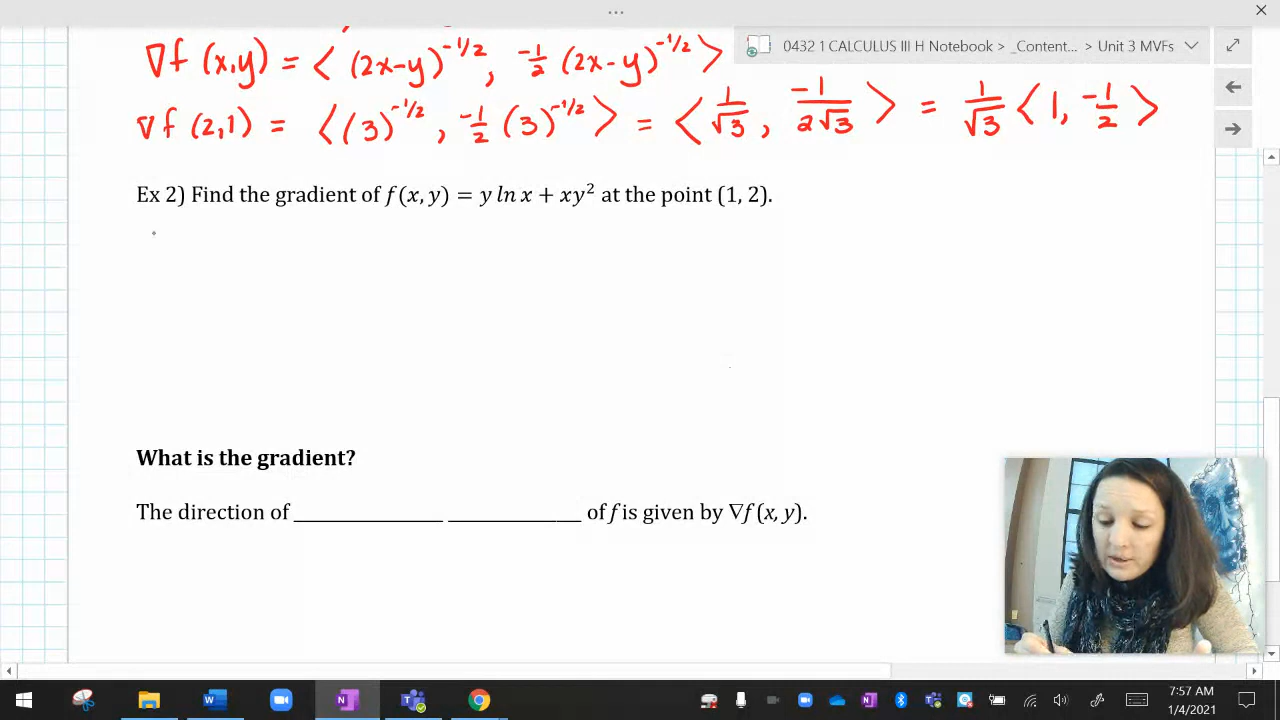 ...
0432 1 CALCULUS III H Notebook > _Content... > Unit 3 MVFs
∇f (x,y) = < (2x-y)^-1/2, -1/2 (2x-y)^-1/2 >
∇f (2,1) = < (3)^-1/2, -1/2 (3)^-1/2 > = < 1/√3, -1/2√3 > = 1/√3 < 1, -1/2 >
Ex 2) Find the gradient of f(x, y) = y ln x + xy² at the point (1, 2).
What is the gradient?
The direction of ______________ ____________ of f is given by ∇f (x, y).
7:57 AM
1/4/2021